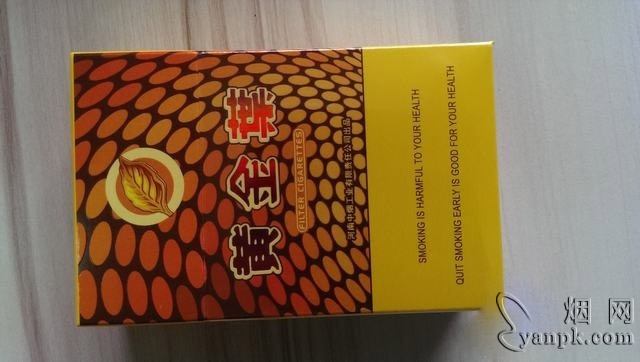 黄金葉
FILTER CIGARETTES
河南中烟工业有限责任公司出品
SMOKING IS HARMFUL TO YOUR HEALTH
QUIT SMOKING EARLY IS GOOD FOR YOUR HEALTH
烟网
yanpk.com